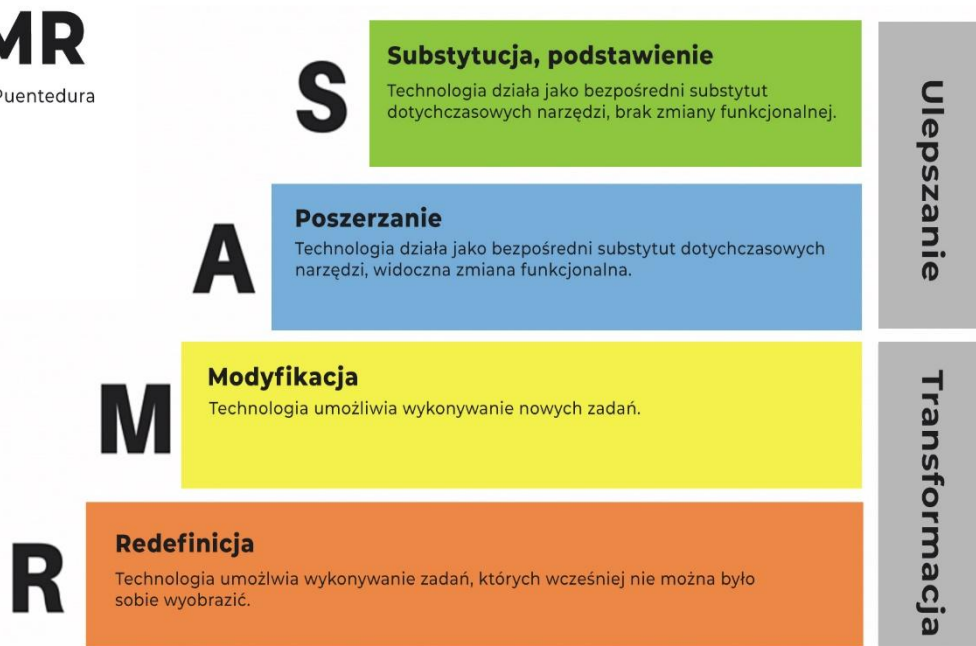 MR
Puentedura
S
Substytucja, podstawienie
Technologia działa jako bezpośredni substytut
dotychczasowych narzędzi, brak zmiany funkcjonalnej.
Ulepszanie
A
Poszerzanie
Technologia działa jako bezpośredni substytut dotychczasowych
narzędzi, widoczna zmiana funkcjonalna.
M
Modyfikacja
Technologia umożliwia wykonywanie nowych zadań.
Transformacja
R
Redefinicja
Technologia umożlwia wykonywanie zadań, których wcześniej nie można było
sobie wyobrazić.